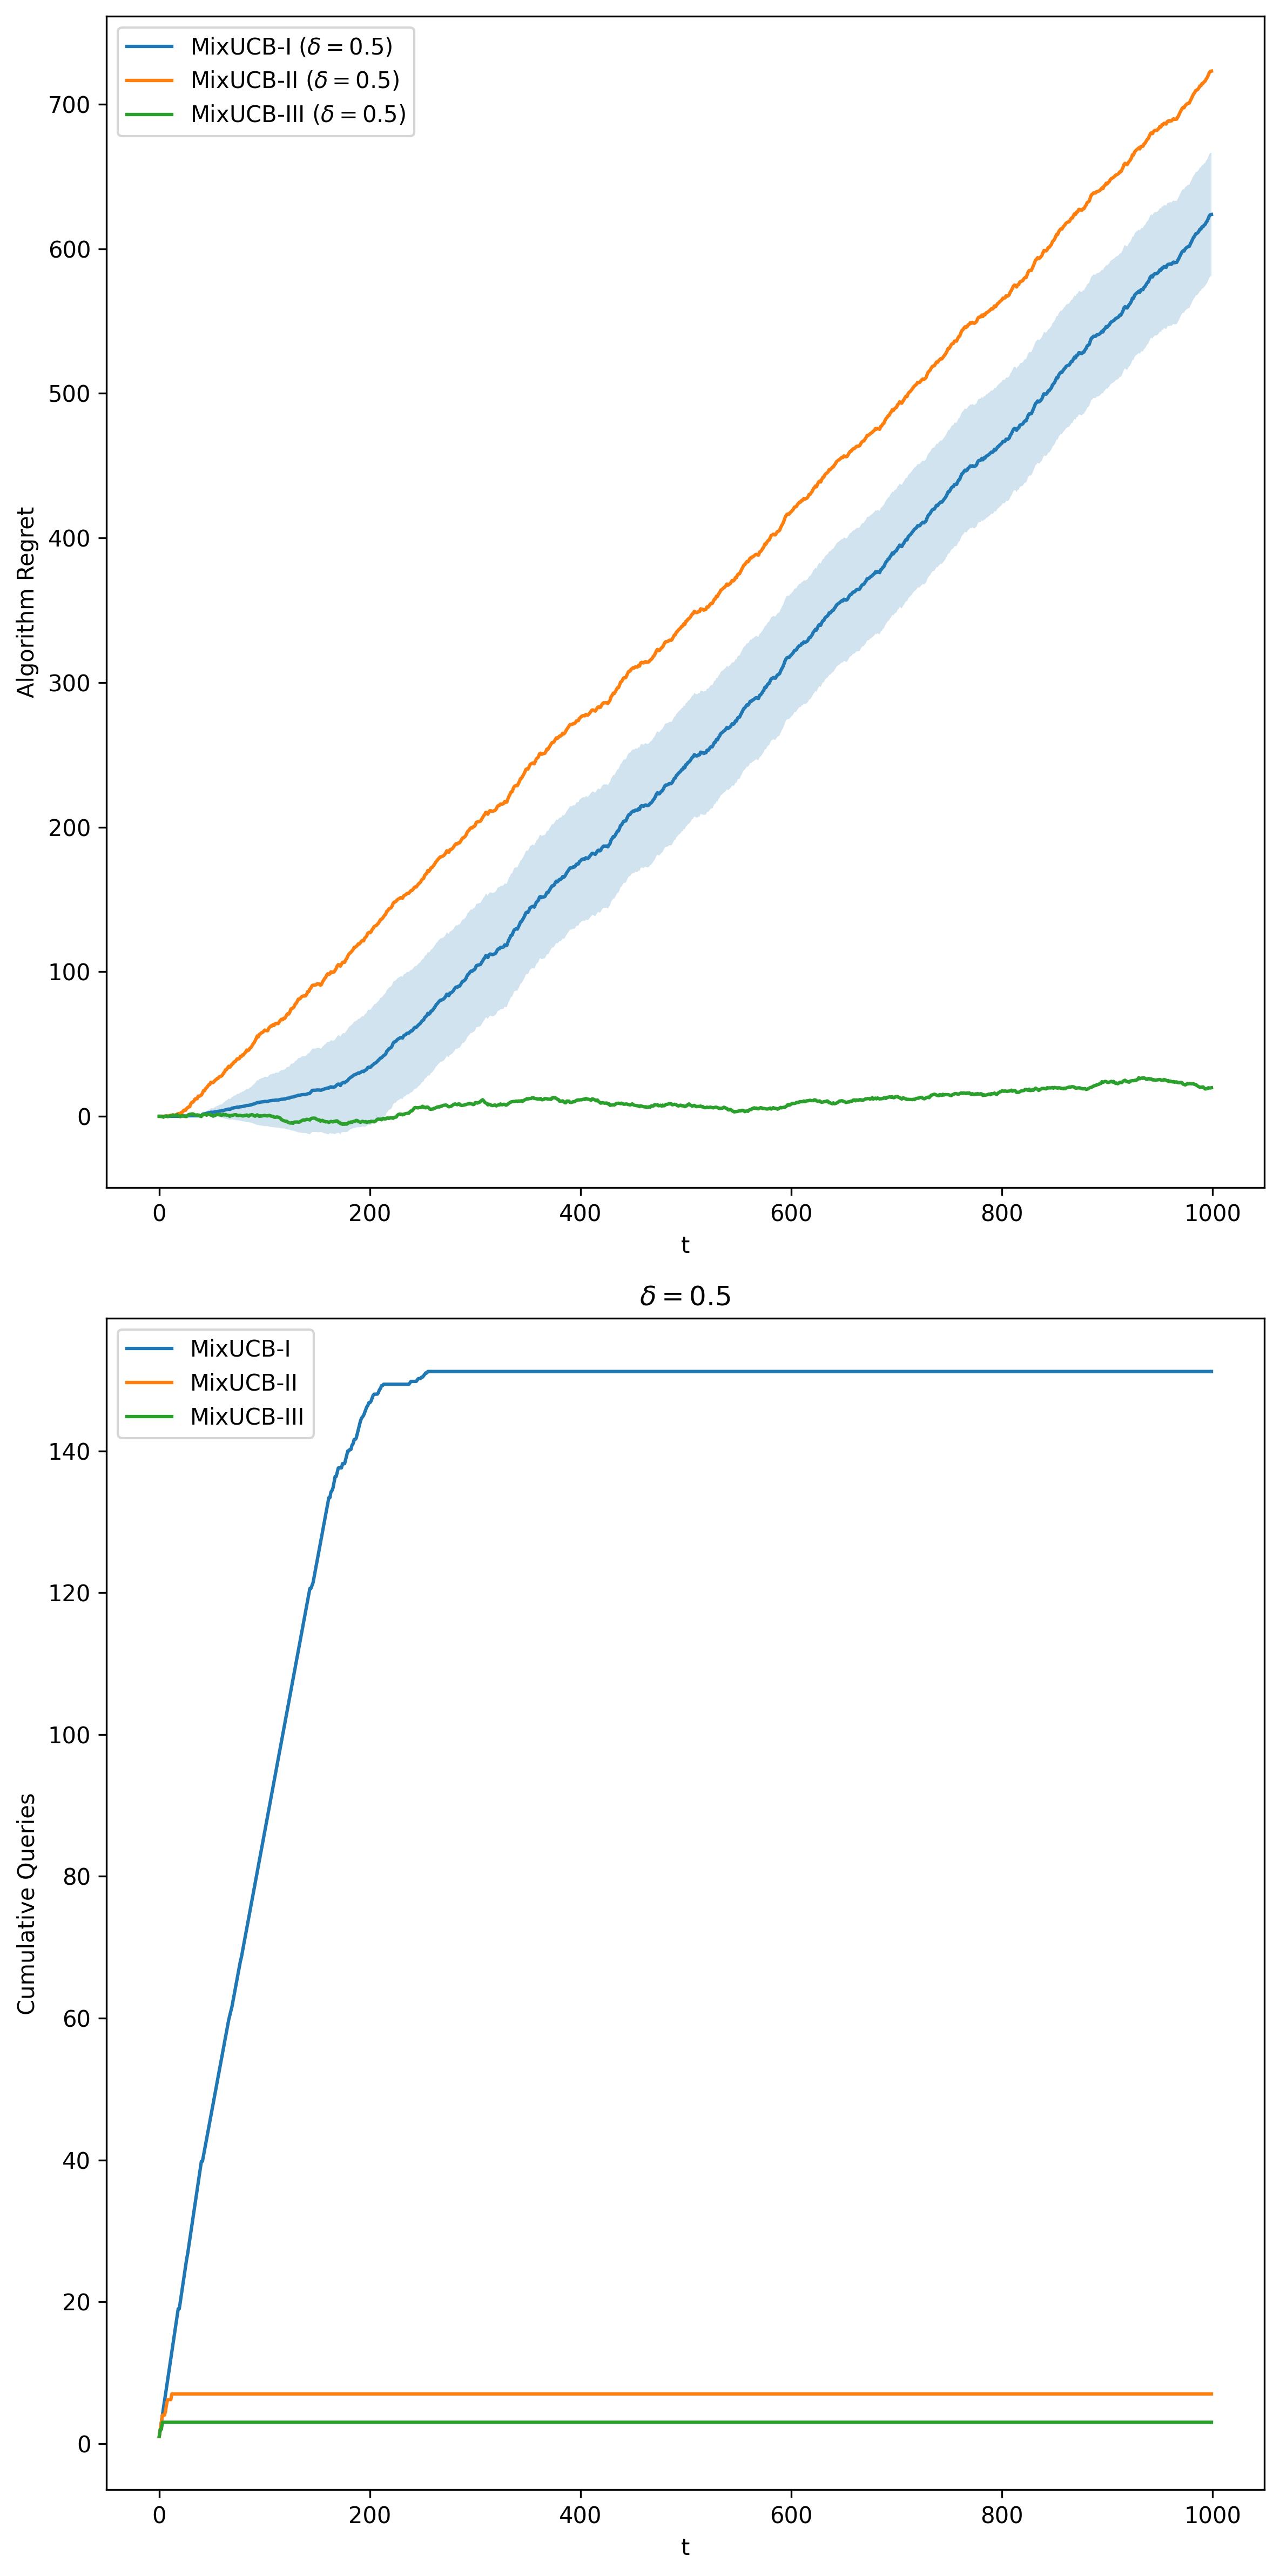 MixUCB-I (δ = 0.5)
MixUCB-II (δ = 0.5)
MixUCB-III (δ = 0.5)
700
600
500
400
300
200
100
0
Algorithm Regret
0 200 400 600 800 1000
t
δ = 0.5
MixUCB-I
MixUCB-II
MixUCB-III
140
120
100
80
60
40
20
0
Cumulative Queries
0 200 400 600 800 1000
t